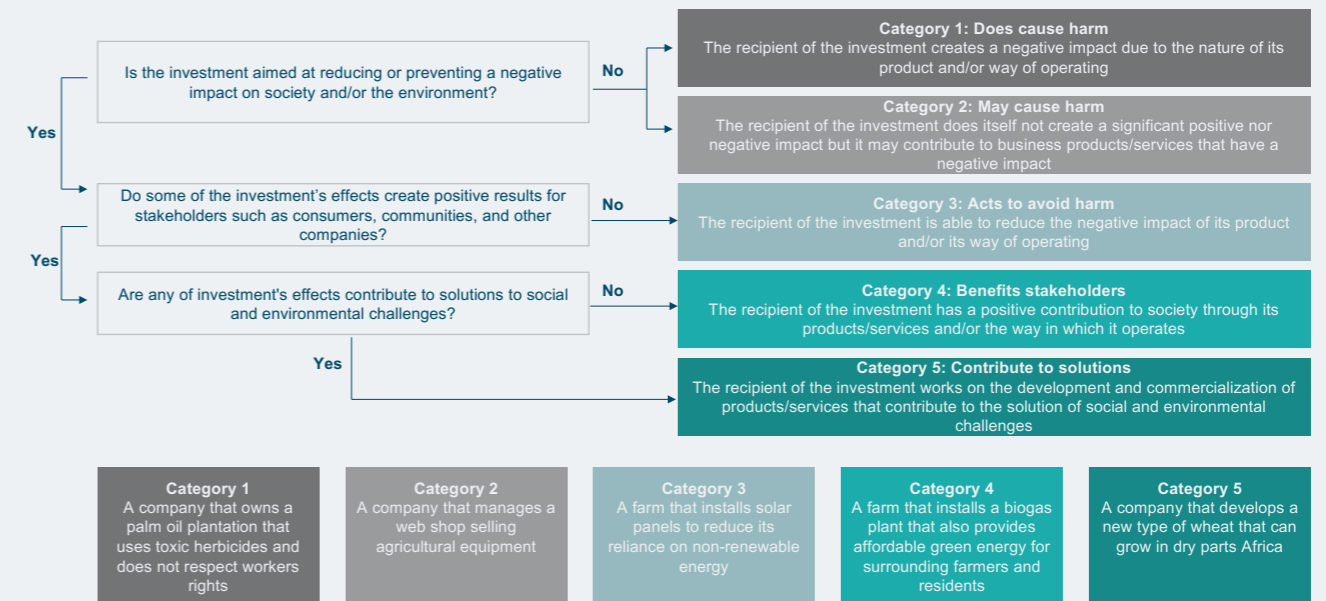 Is the investment aimed at reducing or preventing a negative
impact on society and/or the environment?
No
Yes
Category 1: Does cause harm
The recipient of the investment creates a negative impact due to the nature of its
product and/or way of operating
Category 2: May cause harm
The recipient of the investment does itself not create a significant positive nor
negative impact but it may contribute to business products/services that have a
negative impact
Do some of the investment's effects create positive results for
stakeholders such as consumers, communities, and other
companies?
No
Yes
Category 3: Acts to avoid harm
The recipient of the investment is able to reduce the negative impact of its product
and/or its way of operating
Are any of investment's effects contribute to solutions to social
and environmental challenges?
No
Yes
Category 4: Benefits stakeholders
The recipient of the investment has a positive contribution to society through its
products/services and/or the way in which it operates
Category 5: Contribute to solutions
The recipient of the investment works on the development and commercialization of
products/services that contribute to the solution of social and environmental
challenges
Category 1
A company that owns a
palm oil plantation that
uses toxic herbicides and
does not respect workers
rights
Category 2
A company that manages a
web shop selling
agricultural equipment
Category 3
A farm that installs solar
panels to reduce its
reliance on non-renewable
energy
Category 4
A farm that installs a biogas
plant that also provides
affordable green energy for
surrounding farmers and
residents
Category 5
A company that develops a
new type of wheat that can
grow in dry parts Africa